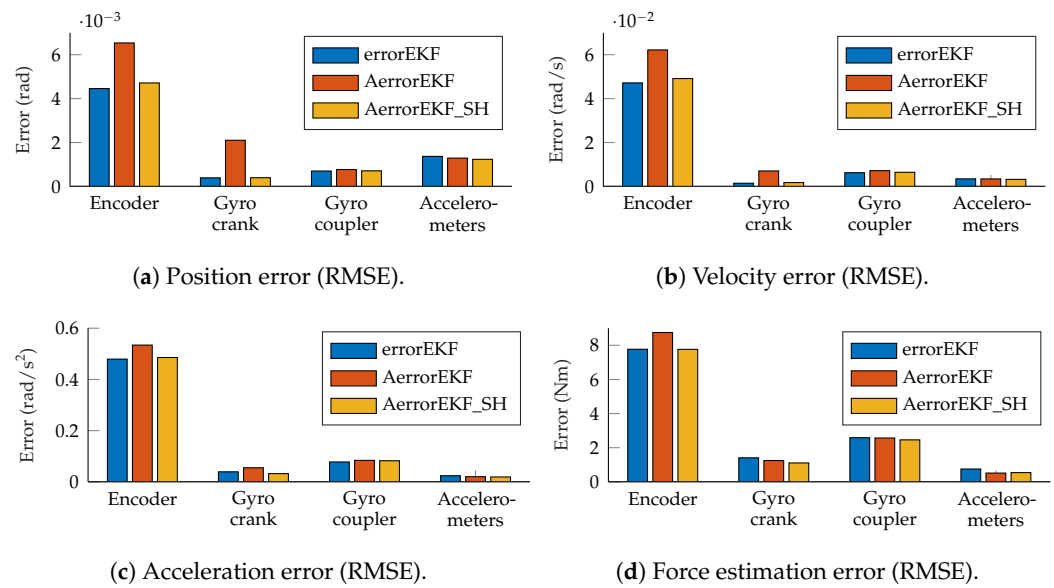 ·10⁻³
Error (rad)
6
4
2
0
errorEKF
AerrorEKF
AerrorEKF_SH
Encoder
Gyro
crank
Gyro
coupler
Accelero-
meters
(a) Position error (RMSE).
·10⁻²
Error (rad/s)
6
4
2
0
errorEKF
AerrorEKF
AerrorEKF_SH
Encoder
Gyro
crank
Gyro
coupler
Accelero-
meters
(b) Velocity error (RMSE).
Error (rad/s²)
0.6
0.4
0.2
0
errorEKF
AerrorEKF
AerrorEKF_SH
Encoder
Gyro
crank
Gyro
coupler
Accelero-
meters
(c) Acceleration error (RMSE).
Error (Nm)
8
6
4
2
0
errorEKF
AerrorEKF
AerrorEKF_SH
Encoder
Gyro
crank
Gyro
coupler
Accelero-
meters
(d) Force estimation error (RMSE).